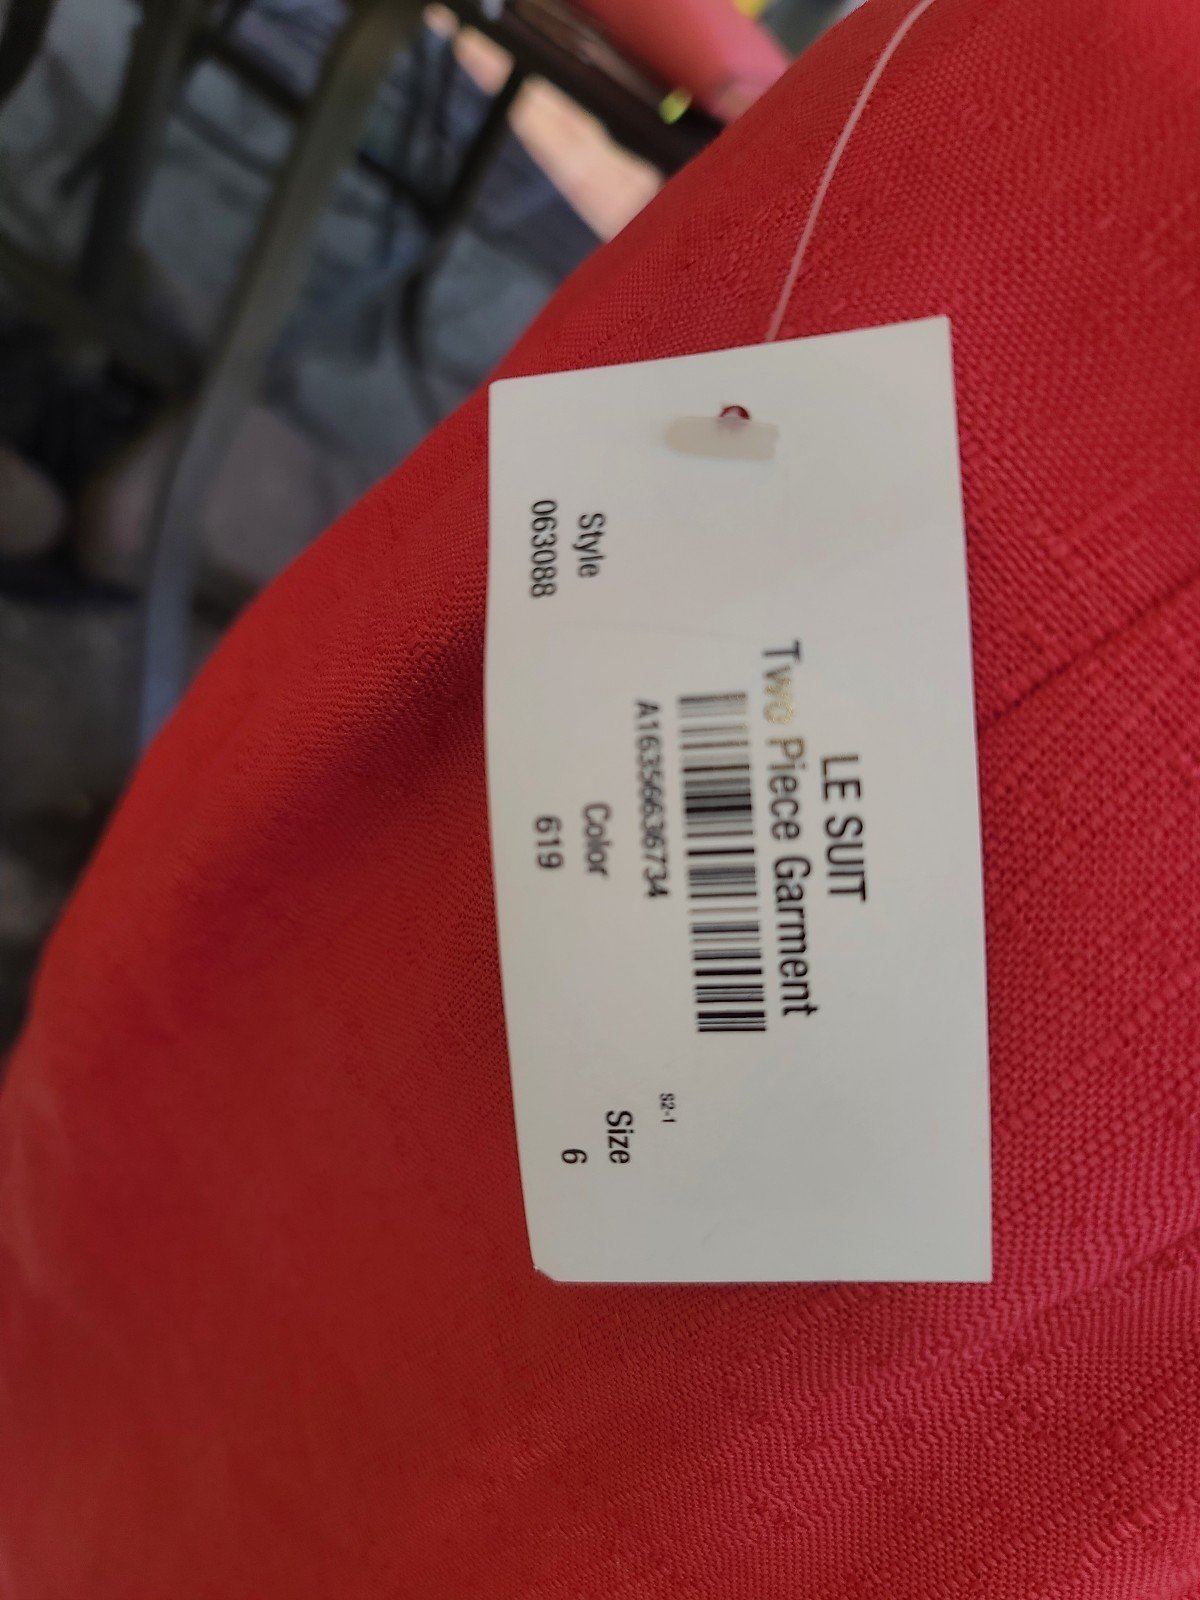 LE SUIT
Two Piece Garment
A16356636734
S2-1
Style Color Size
063088 619 6